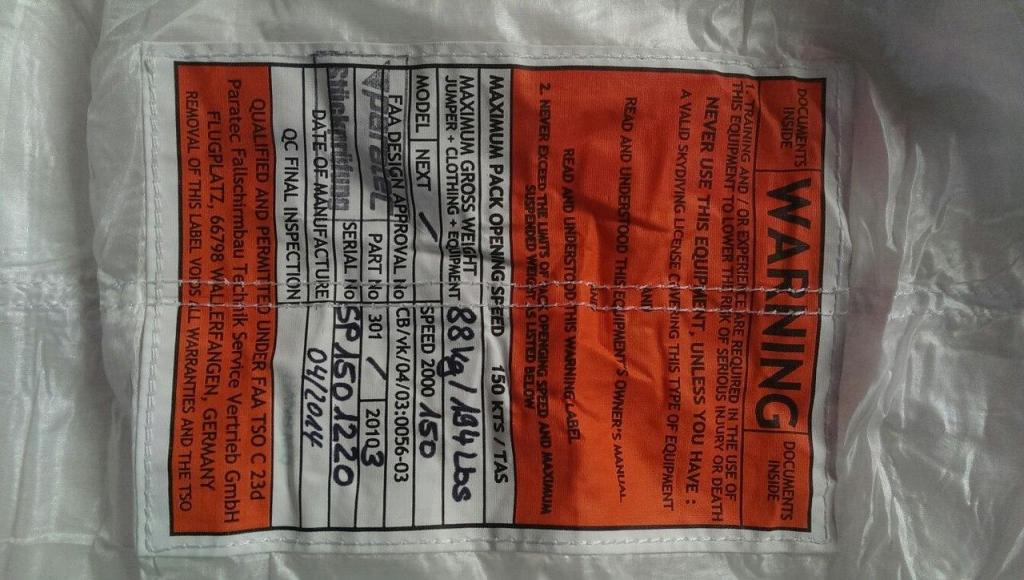 DOCUMENTS INSIDE
WARNING
DOCUMENTS INSIDE
1. TRAINING AND / OR EXPERIENCE ARE REQUIRED IN THE USE OF
THIS EQUIPMENT TO LOWER THE RISK OF SERIOUS INJURY OR DEATH
NEVER USE THIS EQUIPMENT, UNLESS YOU HAVE :
A VALID SKYDIVING LICENSE COVERING THIS TYPE OF EQUIPMENT
AND
READ AND UNDERSTOOD THIS EQUIPMENT'S OWNER'S MANUAL
AND
READ AND UNDERSTOOD THIS WARNING LABEL
2. NEVER EXCEED THE LIMITS OF PACK OPENGING SPEED AND MAXIMUM
SUSPENDED WEIGHT AS LISTED BELOW
MAXIMUM PACK OPENING SPEED 150 KTS / TAS
MAXIMUM GROSS WEIGHT
JUMPER + CLOTHING + EQUIPMENT 88 kg / 194 Lbs
MODEL NEXT / SPEED 2000 150
FAA DESIGN APPROVAL No CB/vk/04/03:0056-03
paratec PART No 301 / 201Q3
Stückprüfung SERIAL No SP 150 1220
DATE OF MANUFACTURE 04/2014
QC FINAL INSPECTION
QUALIFIED AND PERMITTED UNDER FAA TSO C 23d
Paratec Fallschirmbau Technik Service Vertrieb GmbH
FLUGPLATZ, 66798 WALLERFANGEN, GERMANY
REMOVAL OF THIS LABEL VOIDS ALL WARRANTIES AND THE TSO